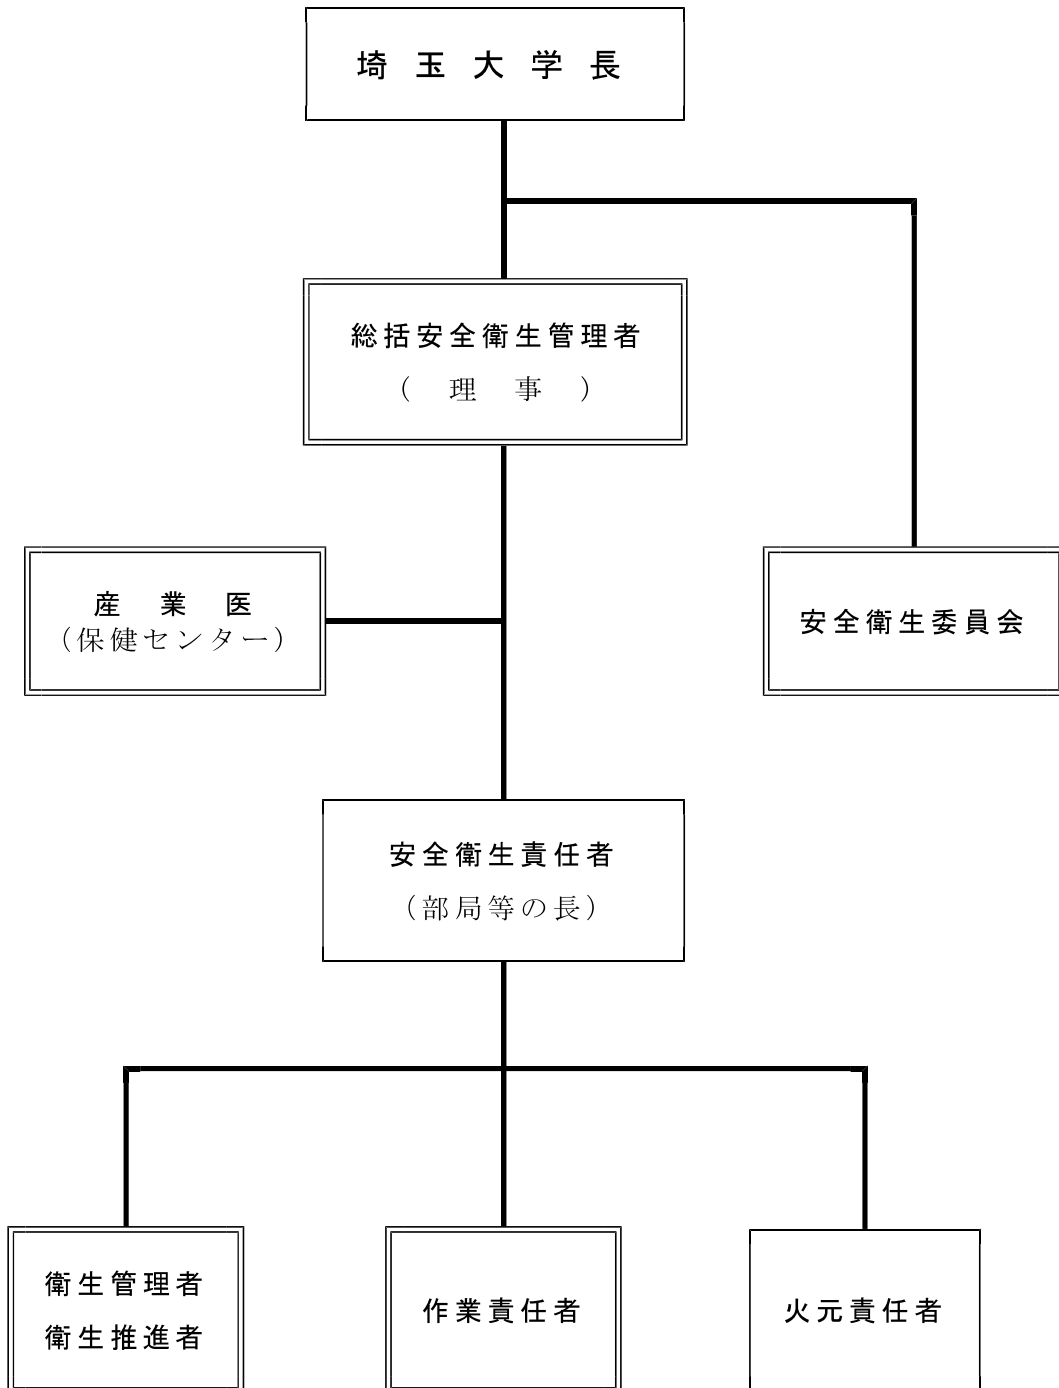 埼玉大学長
総括安全衛生管理者
（　理　事　）
産　業　医
（保健センター）
安全衛生委員会
安全衛生責任者
（部局等の長）
衛生管理者
衛生推進者
作業責任者
火元責任者